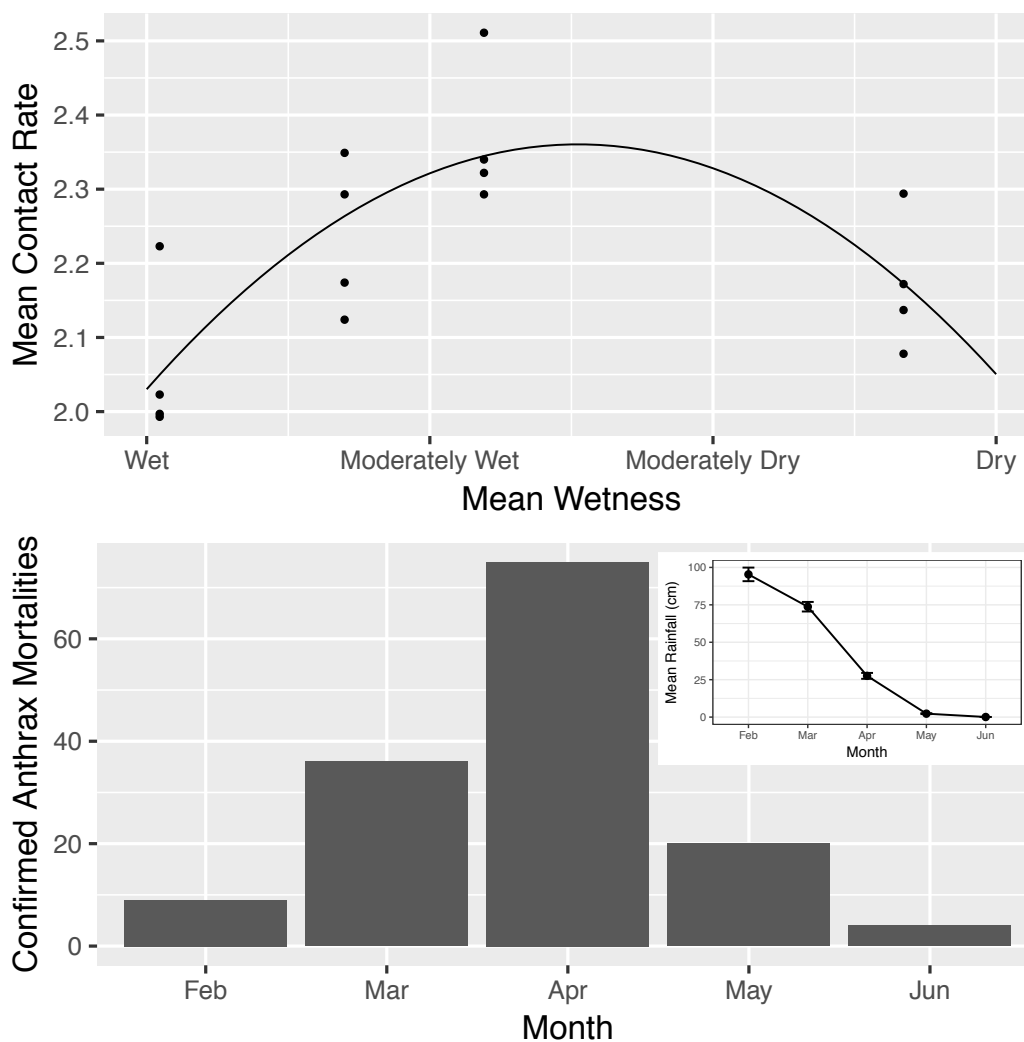 Mean Contact Rate
2.5
2.4
2.3
2.2
2.1
2.0
Wet Moderately Wet Moderately Dry Dry
Mean Wetness
Confirmed Anthrax Mortalities
60
40
20
0
Feb Mar Apr May Jun
Month
Mean Rainfall (cm)
100
75
50
25
0
Feb Mar Apr May Jun
Month